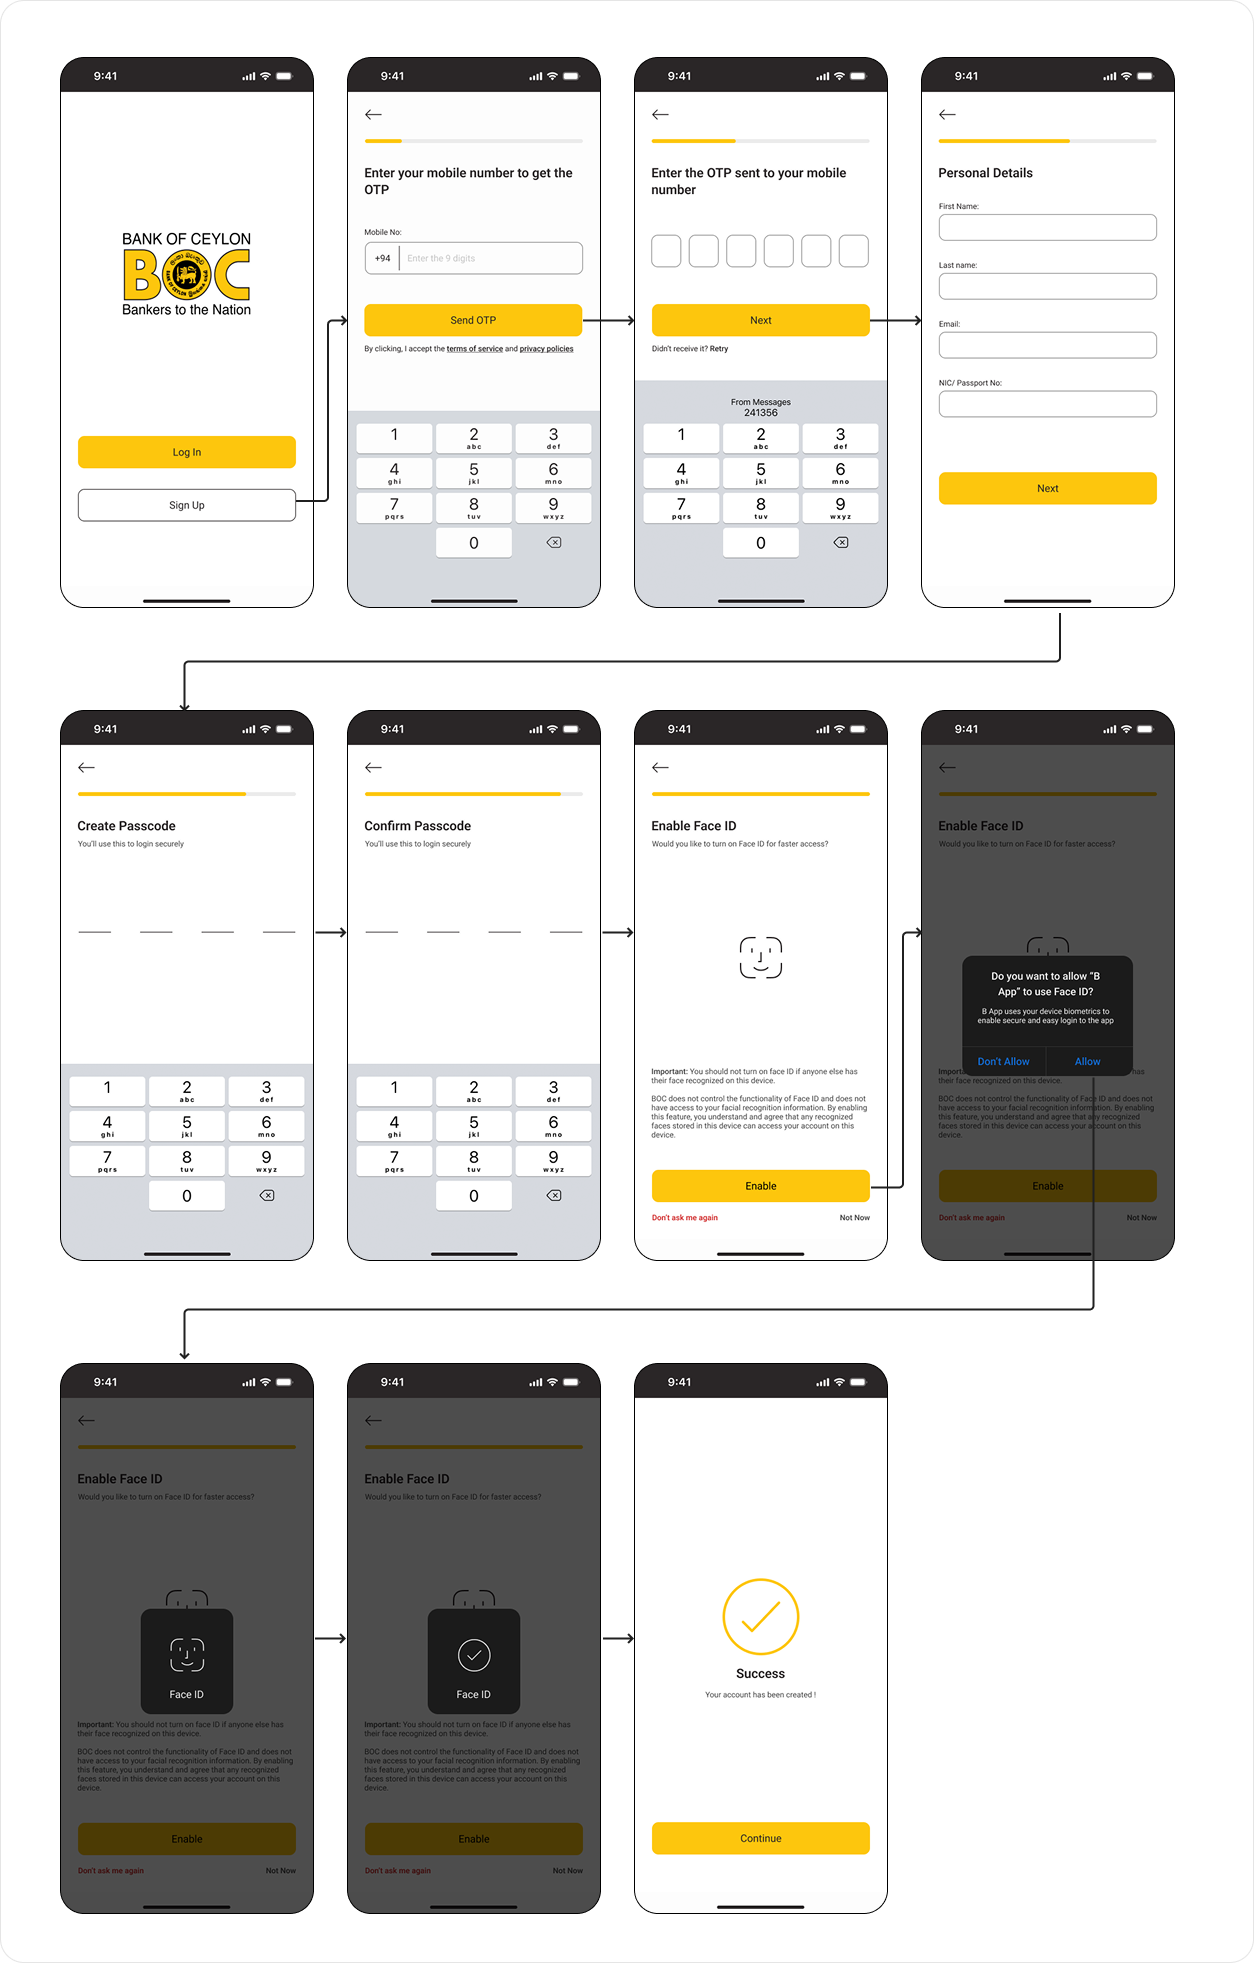 9:41
BANK OF CEYLON
BOC
Bankers to the Nation
Log In
Sign Up
9:41
Enter your mobile number to get the
OTP
Mobile No:
+94 Enter the 9 digits
Send OTP
By clicking, I accept the terms of service and privacy policies
1 2 3
abc def
4 5 6
ghi jkl mno
7 8 9
pqrs tuv wxyz
0
9:41
Enter the OTP sent to your mobile
number
Next
Didn't receive it? Retry
From Messages
241356
1 2 3
abc def
4 5 6
ghi jkl mno
7 8 9
pqrs tuv wxyz
0
9:41
Personal Details
First Name:
Last name:
Email:
NIC/ Passport No:
Next
9:41
Create Passcode
You'll use this to login securely
1 2 3
abc def
4 5 6
ghi jkl mno
7 8 9
pqrs tuv wxyz
0
9:41
Confirm Passcode
You'll use this to login securely
1 2 3
abc def
4 5 6
ghi jkl mno
7 8 9
pqrs tuv wxyz
0
9:41
Enable Face ID
Would you like to turn on Face ID for faster access?
Important: You should not turn on face ID if anyone else has
their face recognized on this device.
BOC does not control the functionality of Face ID and does not
have access to your facial recognition information. By enabling
this feature, you understand and agree that any recognized
faces stored in this device can access your account on this
device.
Enable
Don't ask me again Not Now
9:41
Enable Face ID
Would you like to turn on Face ID for faster access?
Do you want to allow "B
App" to use Face ID?
B App uses your device biometrics to
enable secure and easy login to the app
Don't Allow Allow
has
their face recognized on this device.
BOC does not control the functionality of Face ID and does not
have access to your facial recognition information. By enabling
this feature, you understand and agree that any recognized
faces stored in this device can access your account on this
device.
Enable
Don't ask me again Not Now
9:41
Enable Face ID
Would you like to turn on Face ID for faster access?
Face ID
Important: You should not turn on face ID if anyone else has
their face recognized on this device.
BOC does not control the functionality of Face ID and does not
have access to your facial recognition information. By enabling
this feature, you understand and agree that any recognized
faces stored in this device can access your account on this
device.
Enable
Don't ask me again Not Now
9:41
Enable Face ID
Would you like to turn on Face ID for faster access?
Face ID
Important: You should not turn on face ID if anyone else has
their face recognized on this device.
BOC does not control the functionality of Face ID and does not
have access to your facial recognition information. By enabling
this feature, you understand and agree that any recognized
faces stored in this device can access your account on this
device.
Enable
Don't ask me again Not Now
9:41
Success
Your account has been created !
Continue